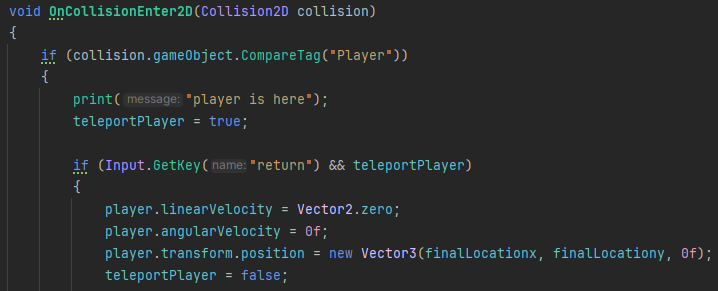 void OnCollisionEnter2D(Collision2D collision)
{
    if (collision.gameObject.CompareTag("Player"))
    {
        print(message: "player is here");
        teleportPlayer = true;

        if (Input.GetKey(name: "return") && teleportPlayer)
        {
            player.linearVelocity = Vector2.zero;
            player.angularVelocity = 0f;
            player.transform.position = new Vector3(finalLocationx, finalLocationy, 0f);
            teleportPlayer = false;